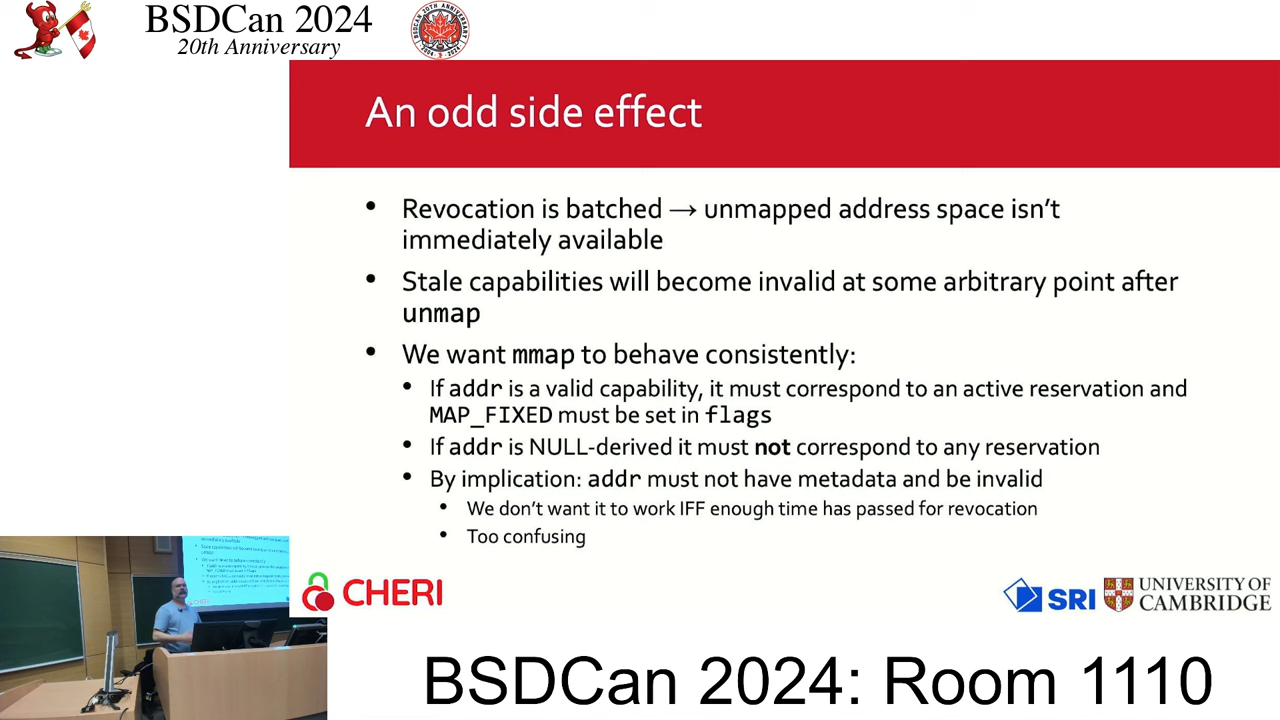 BSDCan 2024
20th Anniversary
An odd side effect
• Revocation is batched → unmapped address space isn't
immediately available
• Stale capabilities will become invalid at some arbitrary point after
unmap
• We want mmap to behave consistently:
• If addr is a valid capability, it must correspond to an active reservation and
MAP_FIXED must be set in flags
• If addr is NULL-derived it must not correspond to any reservation
• By implication: addr must not have metadata and be invalid
• We don't want it to work IFF enough time has passed for revocation
• Too confusing
CHERI
SRI
UNIVERSITY OF
CAMBRIDGE
BSDCan 2024: Room 1110